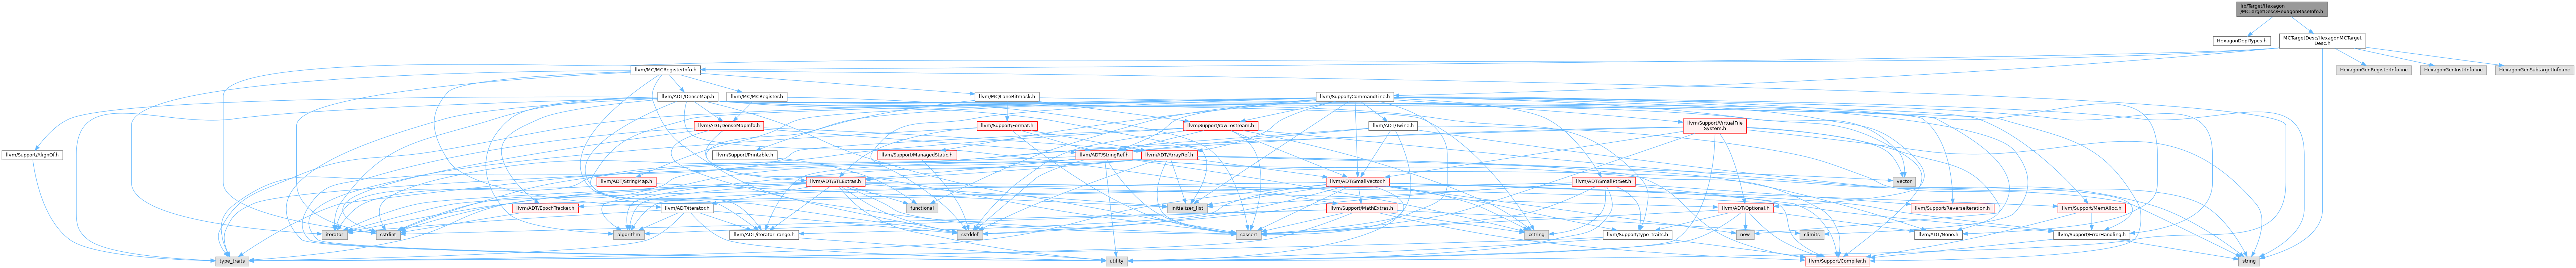 lib/Target/Hexagon
/MCTargetDesc/HexagonBaseInfo.h
HexagonDepITypes.h
MCTargetDesc/HexagonMCTarget
Desc.h
llvm/MC/MCRegisterInfo.h
HexagonGenRegisterInfo.inc
HexagonGenInstrInfo.inc
HexagonGenSubtargetInfo.inc
llvm/ADT/DenseMap.h
llvm/MC/MCRegister.h
llvm/MC/LaneBitmask.h
llvm/Support/CommandLine.h
llvm/ADT/DenseMapInfo.h
llvm/Support/Format.h
llvm/Support/raw_ostream.h
llvm/ADT/Twine.h
llvm/Support/VirtualFile
System.h
llvm/Support/AlignOf.h
llvm/Support/Printable.h
llvm/Support/ManagedStatic.h
llvm/ADT/StringRef.h
llvm/ADT/ArrayRef.h
llvm/ADT/StringMap.h
llvm/ADT/STLExtras.h
llvm/ADT/SmallVector.h
llvm/ADT/SmallPtrSet.h
vector
llvm/ADT/EpochTracker.h
llvm/ADT/iterator.h
functional
initializer_list
llvm/Support/MathExtras.h
llvm/ADT/Optional.h
llvm/Support/ReverseIteration.h
llvm/Support/MemAlloc.h
iterator
cstdint
algorithm
llvm/ADT/iterator_range.h
cstddef
cassert
cstring
llvm/Support/type_traits.h
new
climits
llvm/ADT/None.h
llvm/Support/ErrorHandling.h
type_traits
utility
llvm/Support/Compiler.h
string